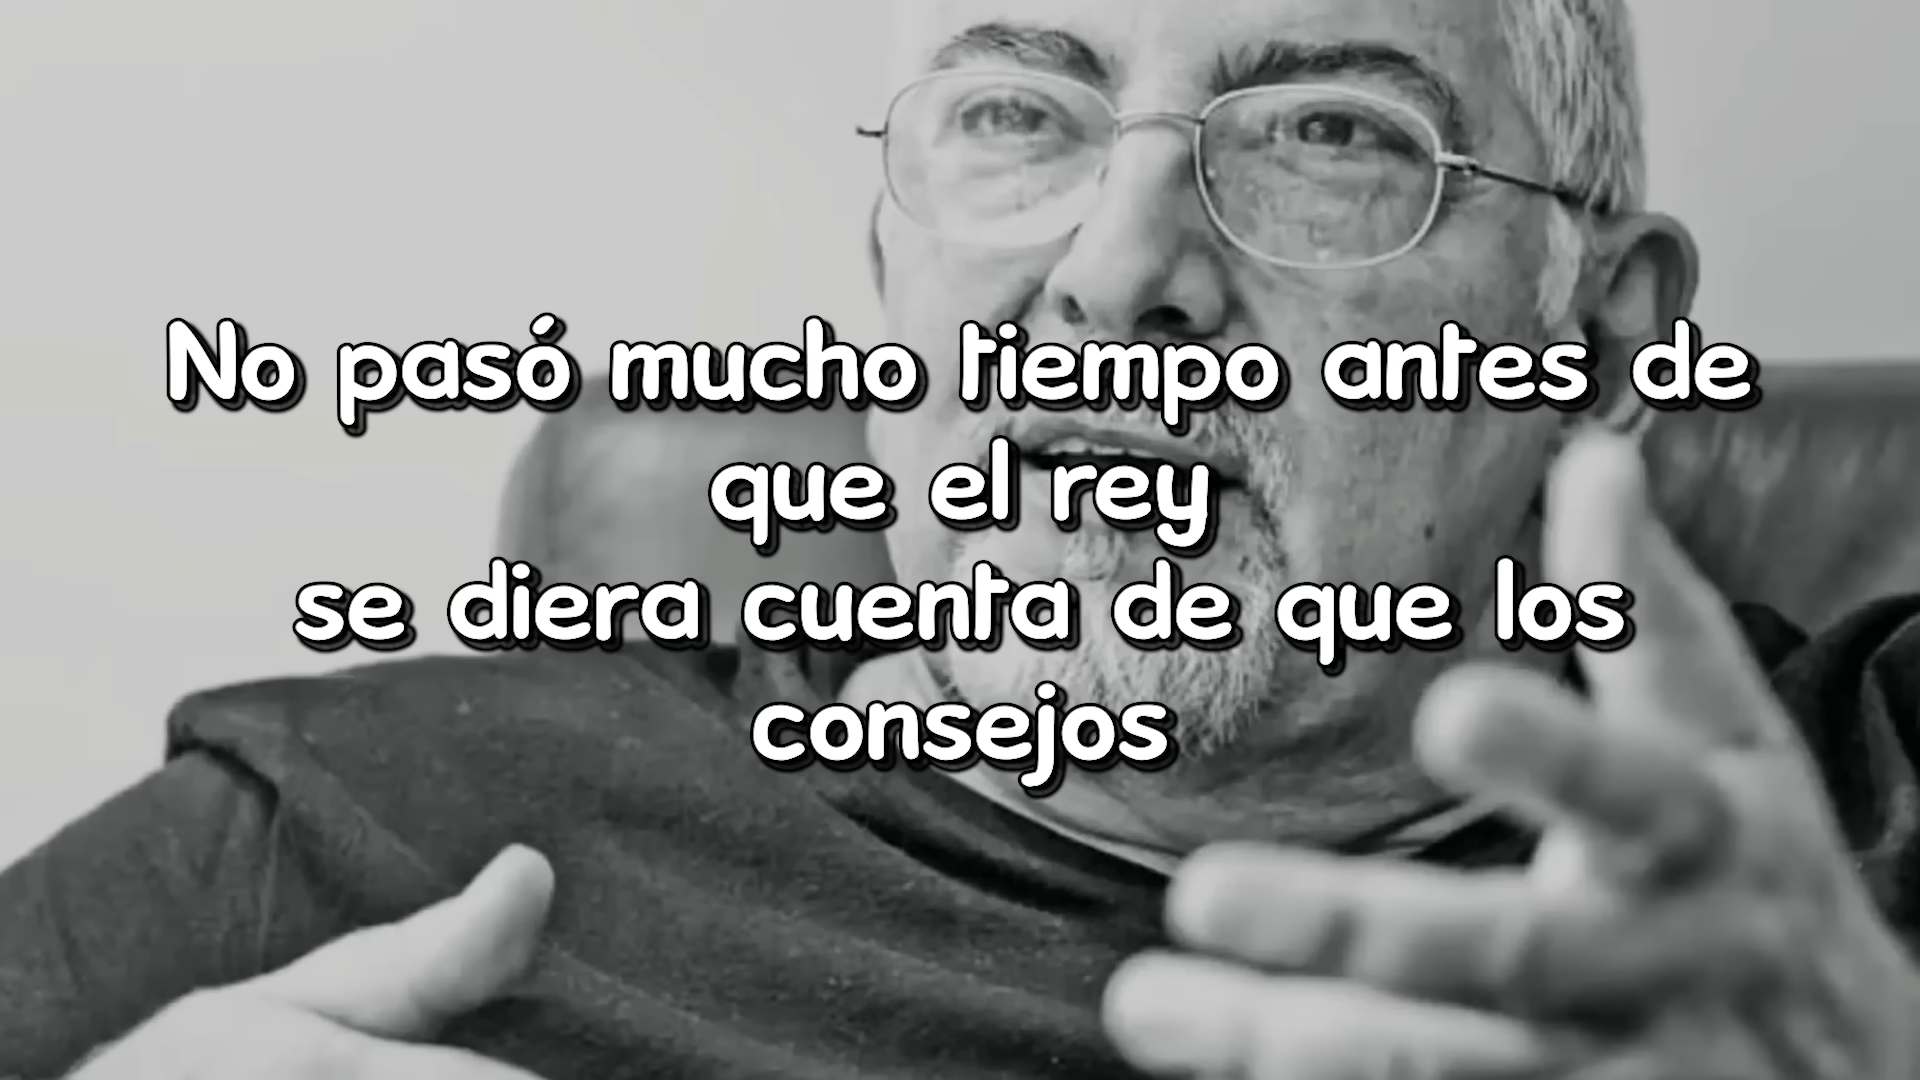 No pasó mucho tiempo antes de
que el rey
se diera cuenta de que los
consejos